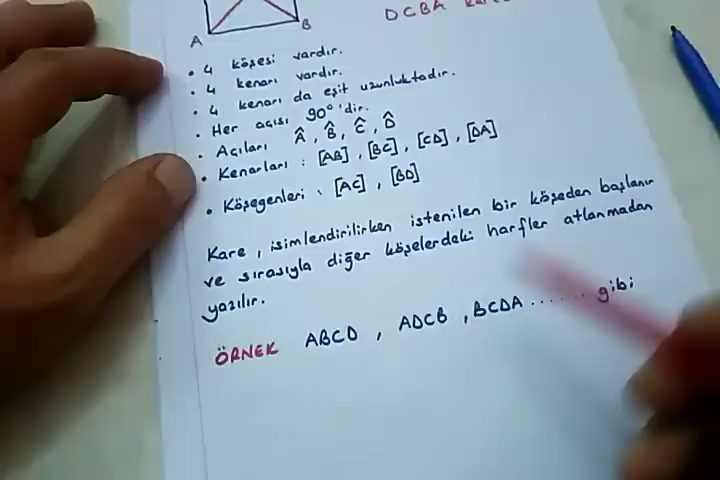 A
B
DCBA
• 4 köşesi vardır.
• 4 kenarı vardır.
• 4 kenarı da eşit uzunluktadır.
• Her açısı 90°'dir.
• Açıları Â, B̂, Ĉ, D̂
• Kenarları : [AB], [BC], [CD], [DA]
• Köşegenleri : [AC], [BD]
Kare, isimlendirilirken istenilen bir köşeden başlanır
ve sırasıyla diğer köşelerdeki harfler atlanmadan
yazılır.
ÖRNEK ABCD , ADCB , BCDA ...... gibi